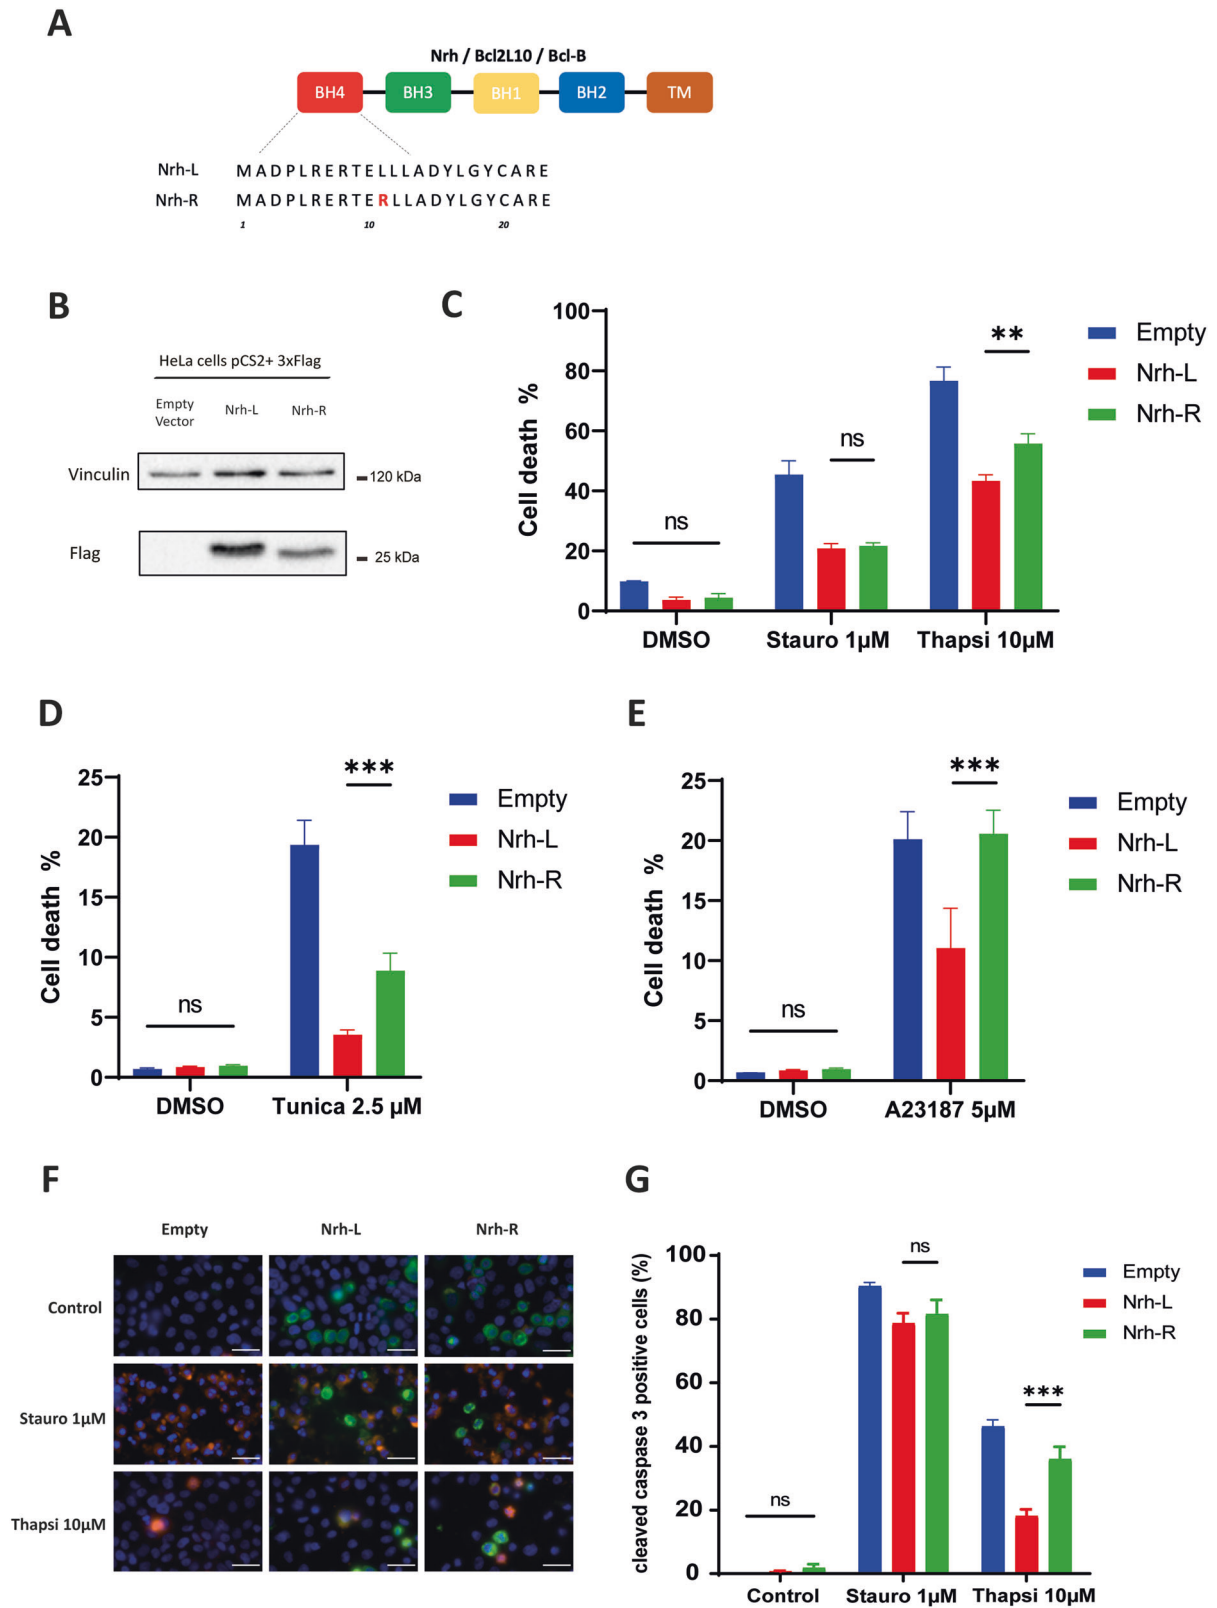 A
Nrh / Bcl2L10 / Bcl-B
BH4 BH3 BH1 BH2 TM
Nrh-L MADPLRERTELLLADYLGYCARE
Nrh-R MADPLRERTERLLADYLGYCARE
1 10 20
B
HeLa cells pCS2+ 3xFlag
Empty Vector Nrh-L Nrh-R
Vinculin 120 kDa
Flag 25 kDa
C
Cell death %
100
80
60
40
20
0
ns
ns
**
DMSO Stauro 1µM Thapsi 10µM
Empty
Nrh-L
Nrh-R
D
Cell death %
25
20
15
10
5
0
ns
***
DMSO Tunica 2.5 µM
Empty
Nrh-L
Nrh-R
E
Cell death %
25
20
15
10
5
0
ns
***
DMSO A23187 5µM
Empty
Nrh-L
Nrh-R
F
Empty Nrh-L Nrh-R
Control
Stauro 1µM
Thapsi 10µM
G
cleaved caspase 3 positive cells (%)
100
80
60
40
20
0
ns
ns
***
Control Stauro 1µM Thapsi 10µM
Empty
Nrh-L
Nrh-R